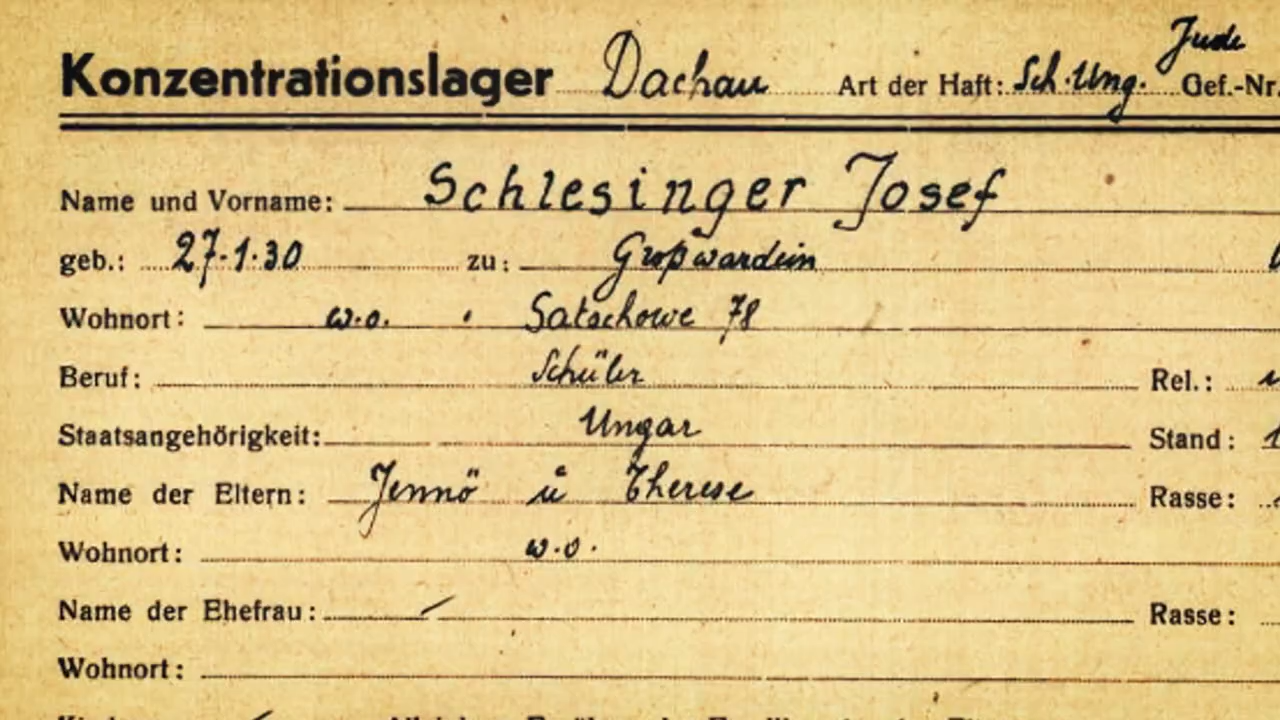 Jude
Konzentrationslager Dachau Art der Haft: Sch.Ung. Gef.-Nr.
Name und Vorname: Schlesinger Josef
geb.: 27.1.30 zu: Großwardein
Wohnort: w.o. Satschowe 78
Beruf: Schüler Rel.:
Staatsangehörigkeit: Ungar Stand:
Name der Eltern: Jennö u Therese Rasse:
Wohnort: w.o.
Name der Ehefrau: Rasse:
Wohnort: